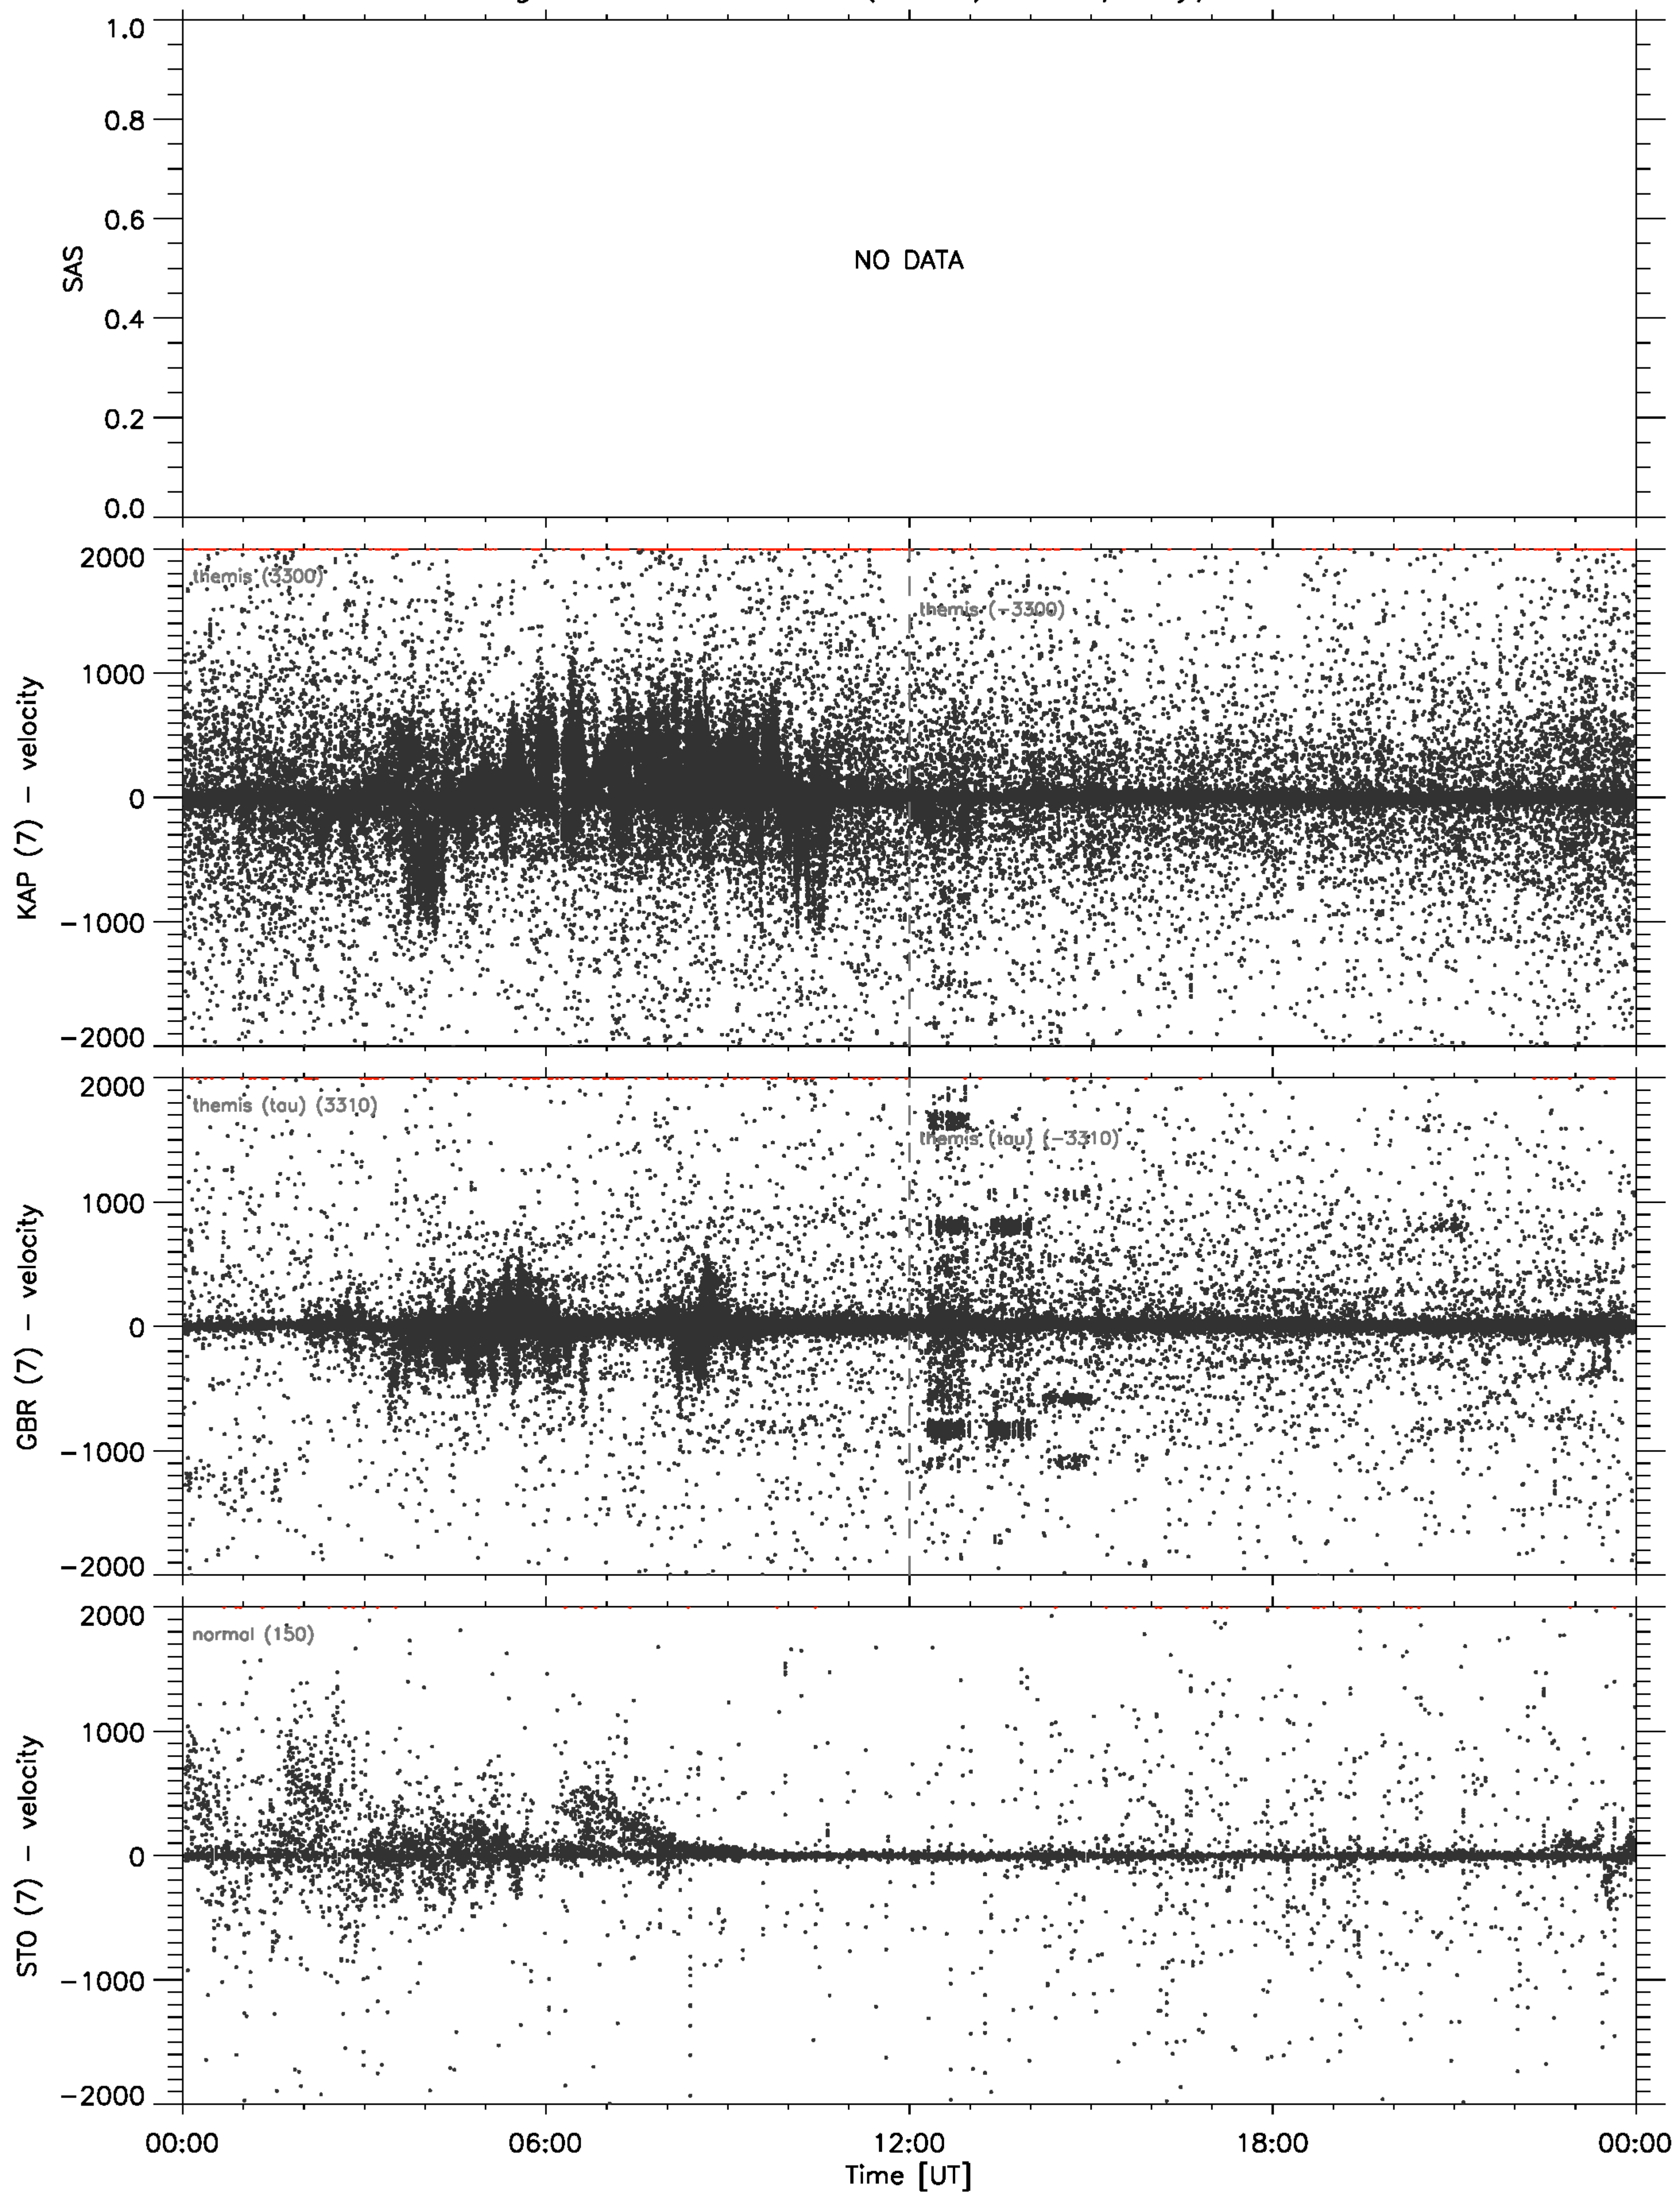 1.0
0.8
0.6
0.4
0.2
0.0
SAS
NO DATA
2000
1000
0
−1000
−2000
KAP (7) − velocity
themis (3300)
themis (−3300)
2000
1000
0
−1000
−2000
GBR (7) − velocity
themis (tau) (3310)
themis (tau) (−3310)
2000
1000
0
−1000
−2000
STO (7) − velocity
normal (150)
00:00 06:00 12:00 18:00 00:00
Time [UT]